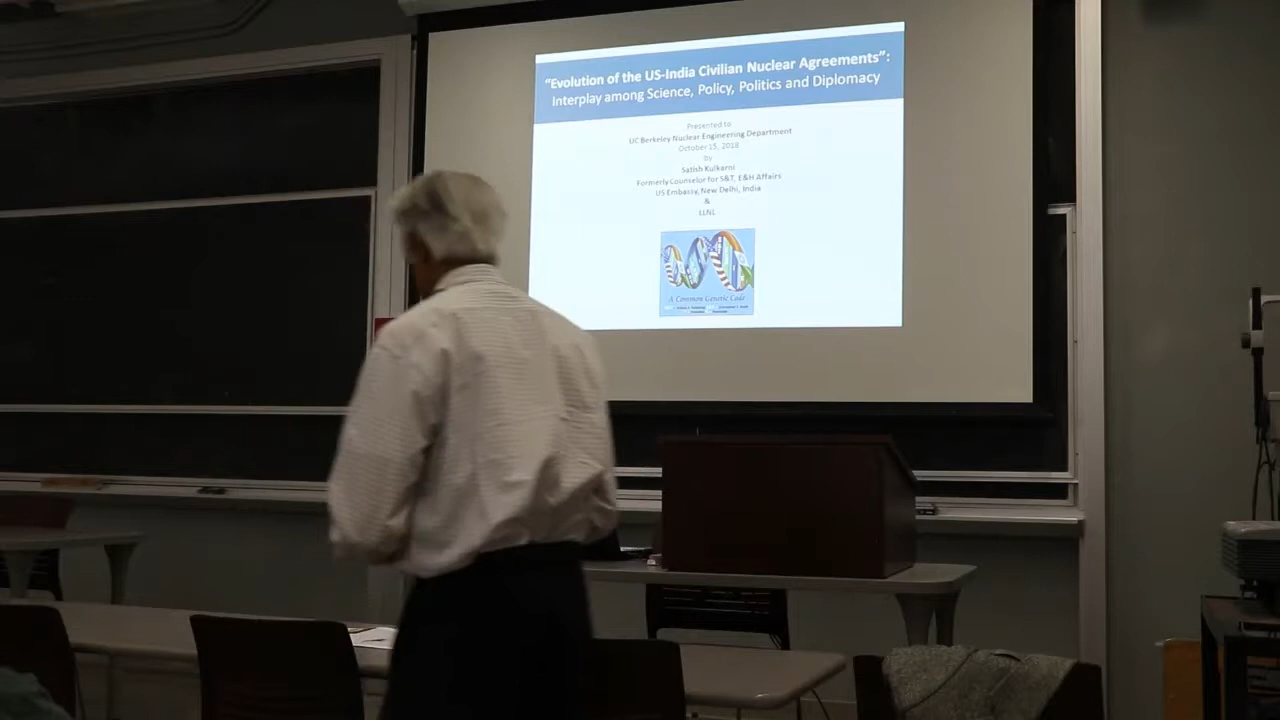 "Evolution of the US-India Civilian Nuclear Agreements":
Interplay among Science, Policy, Politics and Diplomacy
Presented to
UC Berkeley Nuclear Engineering Department
October 15, 2018
by
Satish Kulkarni
Formerly Counselor for S&T, E&H Affairs
US Embassy, New Delhi, India
&
LLNL
A Common Genetic Code